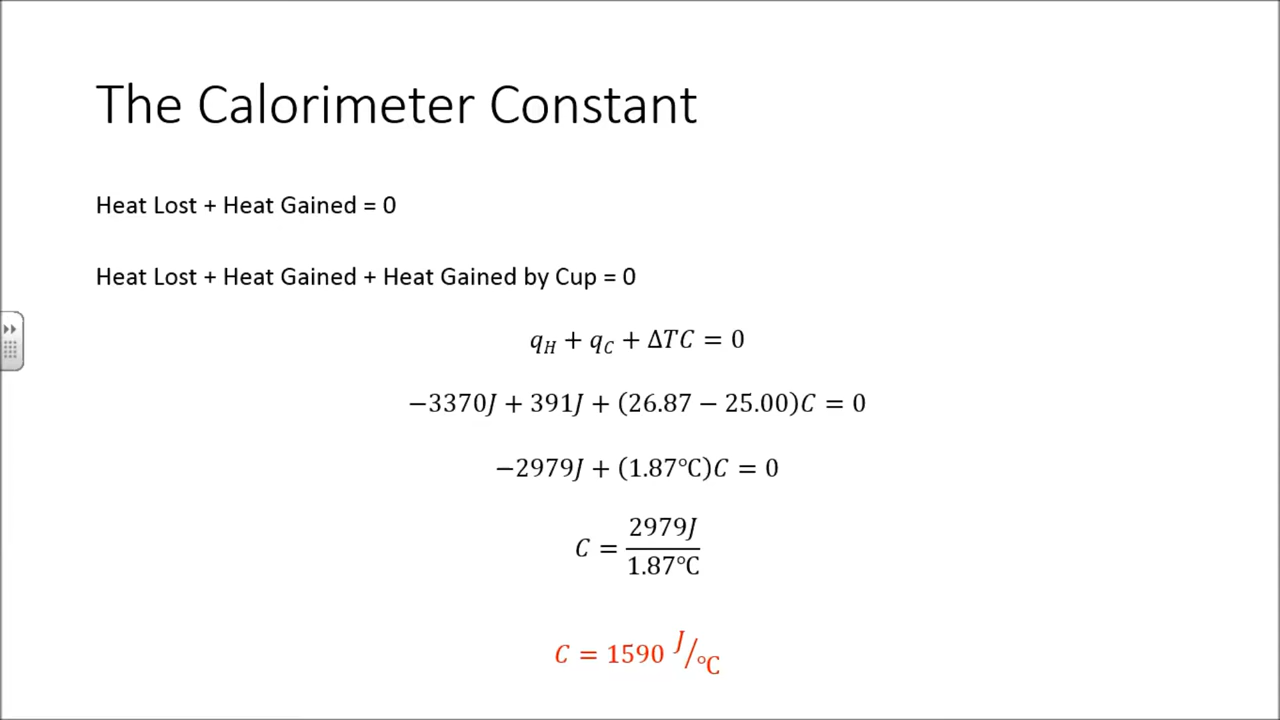 The Calorimeter Constant
Heat Lost + Heat Gained = 0
Heat Lost + Heat Gained + Heat Gained by Cup = 0
q_H + q_C + ΔTC = 0
−3370J + 391J + (26.87 − 25.00)C = 0
−2979J + (1.87℃)C = 0
C = 2979J / 1.87℃
C = 1590 J/℃